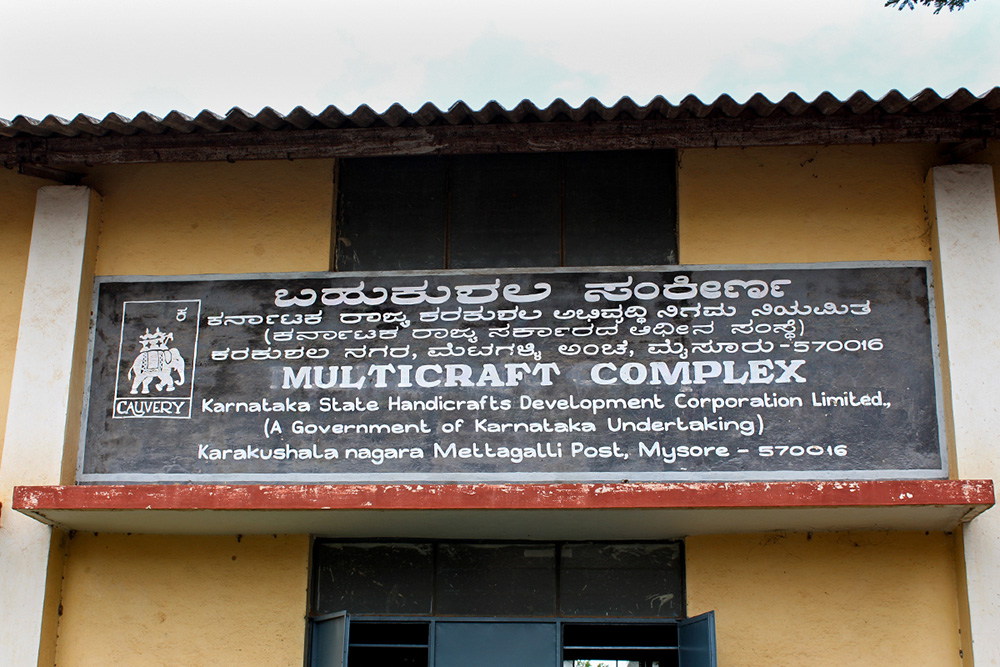 ಬಹುಕುಶಲ ಸಂಕೀರ್ಣ
ಕರ್ನಾಟಕ ರಾಜ್ಯ ಕರಕುಶಲ ಅಭಿವೃದ್ಧಿ ನಿಗಮ ನಿಯಮಿತ
(ಕರ್ನಾಟಕ ರಾಜ್ಯ ಸರ್ಕಾರದ ಆಧೀನ ಸಂಸ್ಥೆ)
ಕರಕುಶಲ ನಗರ, ಮೆಟಗಳ್ಳಿ ಅಂಚೆ, ಮೈಸೂರು - 570016
MULTICRAFT COMPLEX
Karnataka State Handicrafts Development Corporation Limited.,
(A Government of Karnataka Undertaking)
Karakushala nagara Mettagalli Post, Mysore - 570016
ಕ
CAUVERY